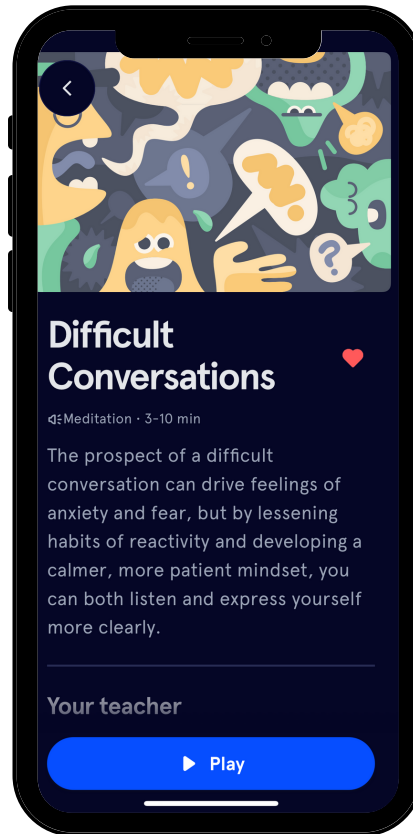 Difficult
Conversations
Meditation · 3-10 min
The prospect of a difficult
conversation can drive feelings of
anxiety and fear, but by lessening
habits of reactivity and developing a
calmer, more patient mindset, you
can both listen and express yourself
more clearly.
Your teacher
Play